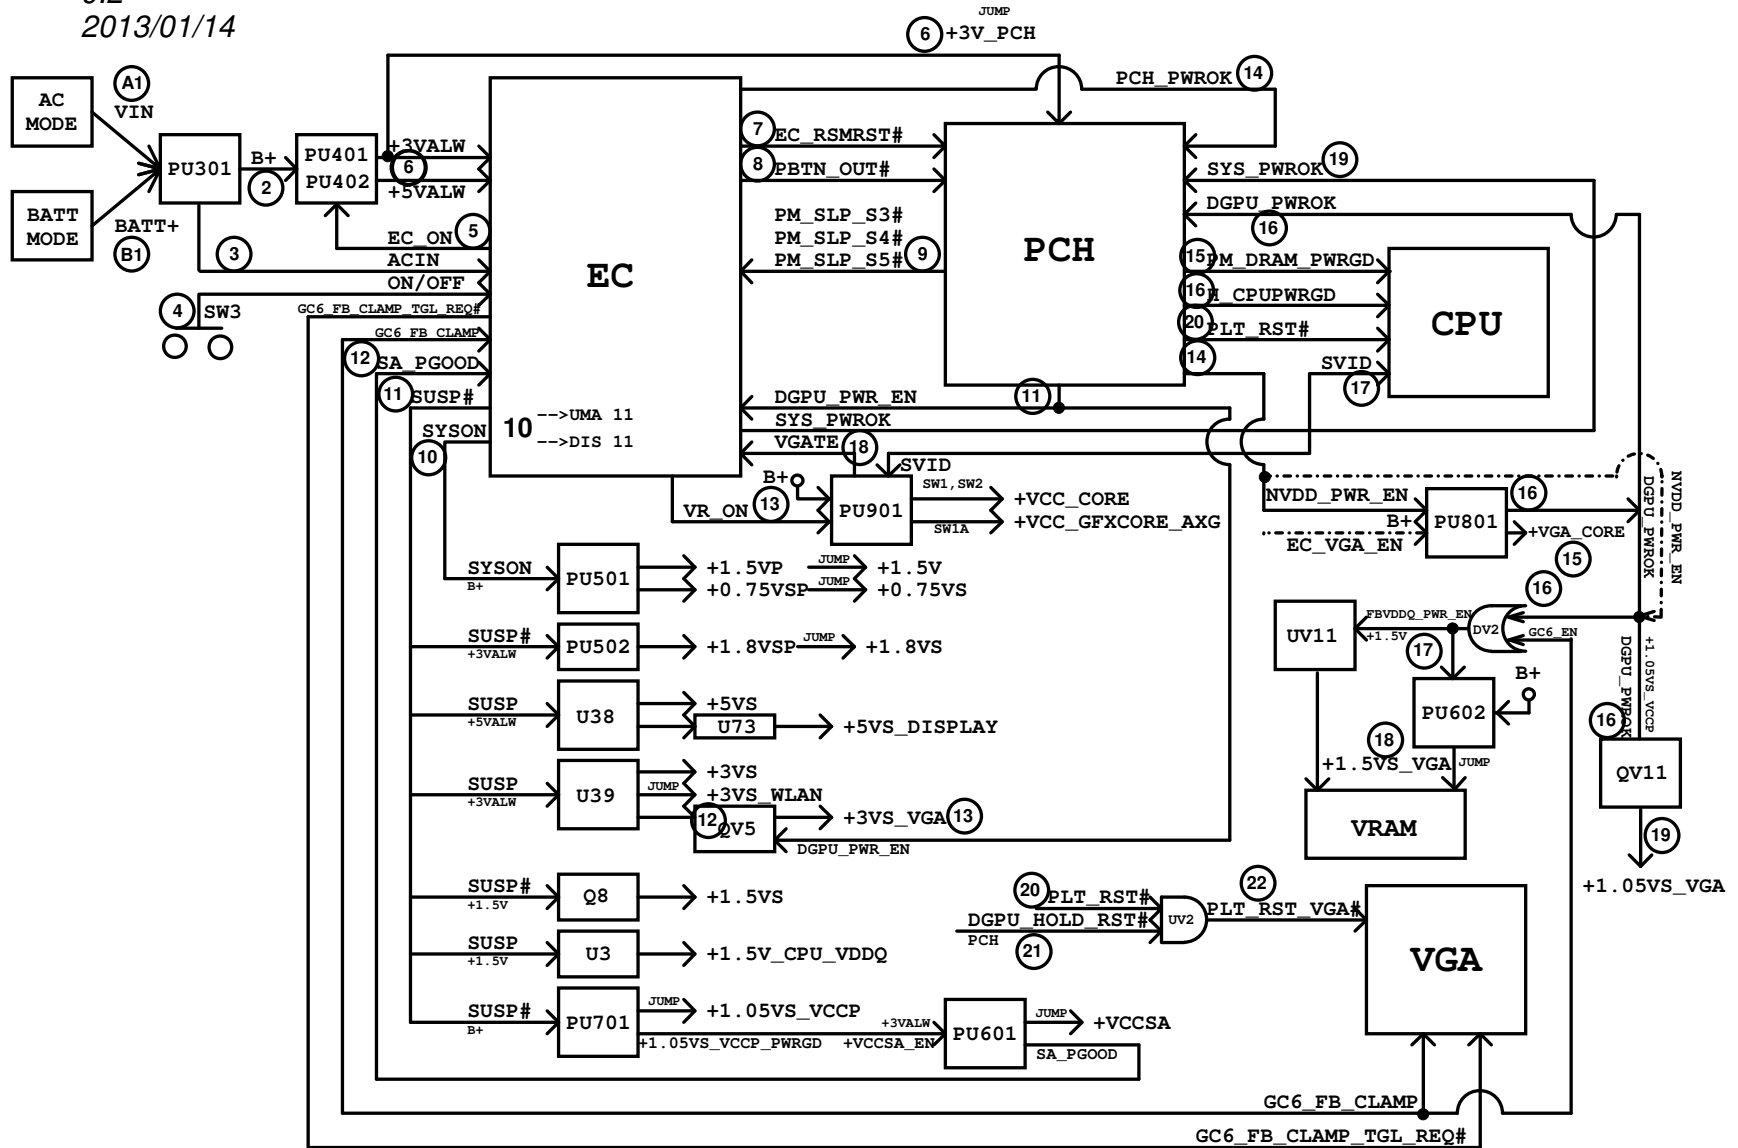 2013/01/14
JUMP
6 +3V_PCH
PCH_PWROK 14
AC
MODE
A1
VIN
BATT
MODE
BATT+
B1
PU301
B+
2
PU401
PU402
+3VALW
6
+5VALW
EC_ON 5
3
ACIN
ON/OFF
4 SW3
GC6_FB_CLAMP_TGL_REQ#
GC6_FB_CLAMP
12 SA_PGOOD
11 SUSP#
SYSON
10
EC
10 -->UMA 11
-->DIS 11
7 EC_RSMRST#
8 PBTN_OUT#
PM_SLP_S3#
PM_SLP_S4#
PM_SLP_S5# 9
PCH
SYS_PWROK 19
DGPU_PWROK
16
15 PM_DRAM_PWRGD
16 H_CPUPWRGD
20 PLT_RST#
14
SVID
17
CPU
11
DGPU_PWR_EN
SYS_PWROK
VGATE 18
SVID
B+
VR_ON 13
PU901
SW1,SW2
+VCC_CORE
+VCC_GFXCORE_AXG
SW1A
NVDD_PWR_EN
B+
EC_VGA_EN
PU801
16
+VGA_CORE
15
DGPU_PWROK
NVDD_PWR_EN
16
SYSON
B+
PU501
+1.5VP JUMP +1.5V
+0.75VSP JUMP +0.75VS
SUSP#
+3VALW
PU502
+1.8VSP JUMP +1.8VS
SUSP
+5VALW
U38
+5VS
U73
+5VS_DISPLAY
SUSP
+3VALW
U39
+3VS
JUMP
+3VS_WLAN
12 QV5
+3VS_VGA 13
DGPU_PWR_EN
UV11
FBVDDQ_PWR_EN
+1.5V
DV2
GC6_EN
17
B+
PU602
18
+1.5VS_VGA JUMP
VRAM
DGPU_PWROK
+1.05VS_VCCP
16
QV11
19
+1.05VS_VGA
SUSP#
+1.5V
Q8
+1.5VS
SUSP
+1.5V
U3
+1.5V_CPU_VDDQ
SUSP#
B+
PU701
JUMP
+1.05VS_VCCP
+1.05VS_VCCP_PWRGD
+3VALW
+VCCSA_EN
PU601
JUMP
+VCCSA
SA_PGOOD
20 PLT_RST#
DGPU_HOLD_RST#
PCH
21
UV2
22
PLT_RST_VGA#
VGA
GC6_FB_CLAMP
GC6_FB_CLAMP_TGL_REQ#